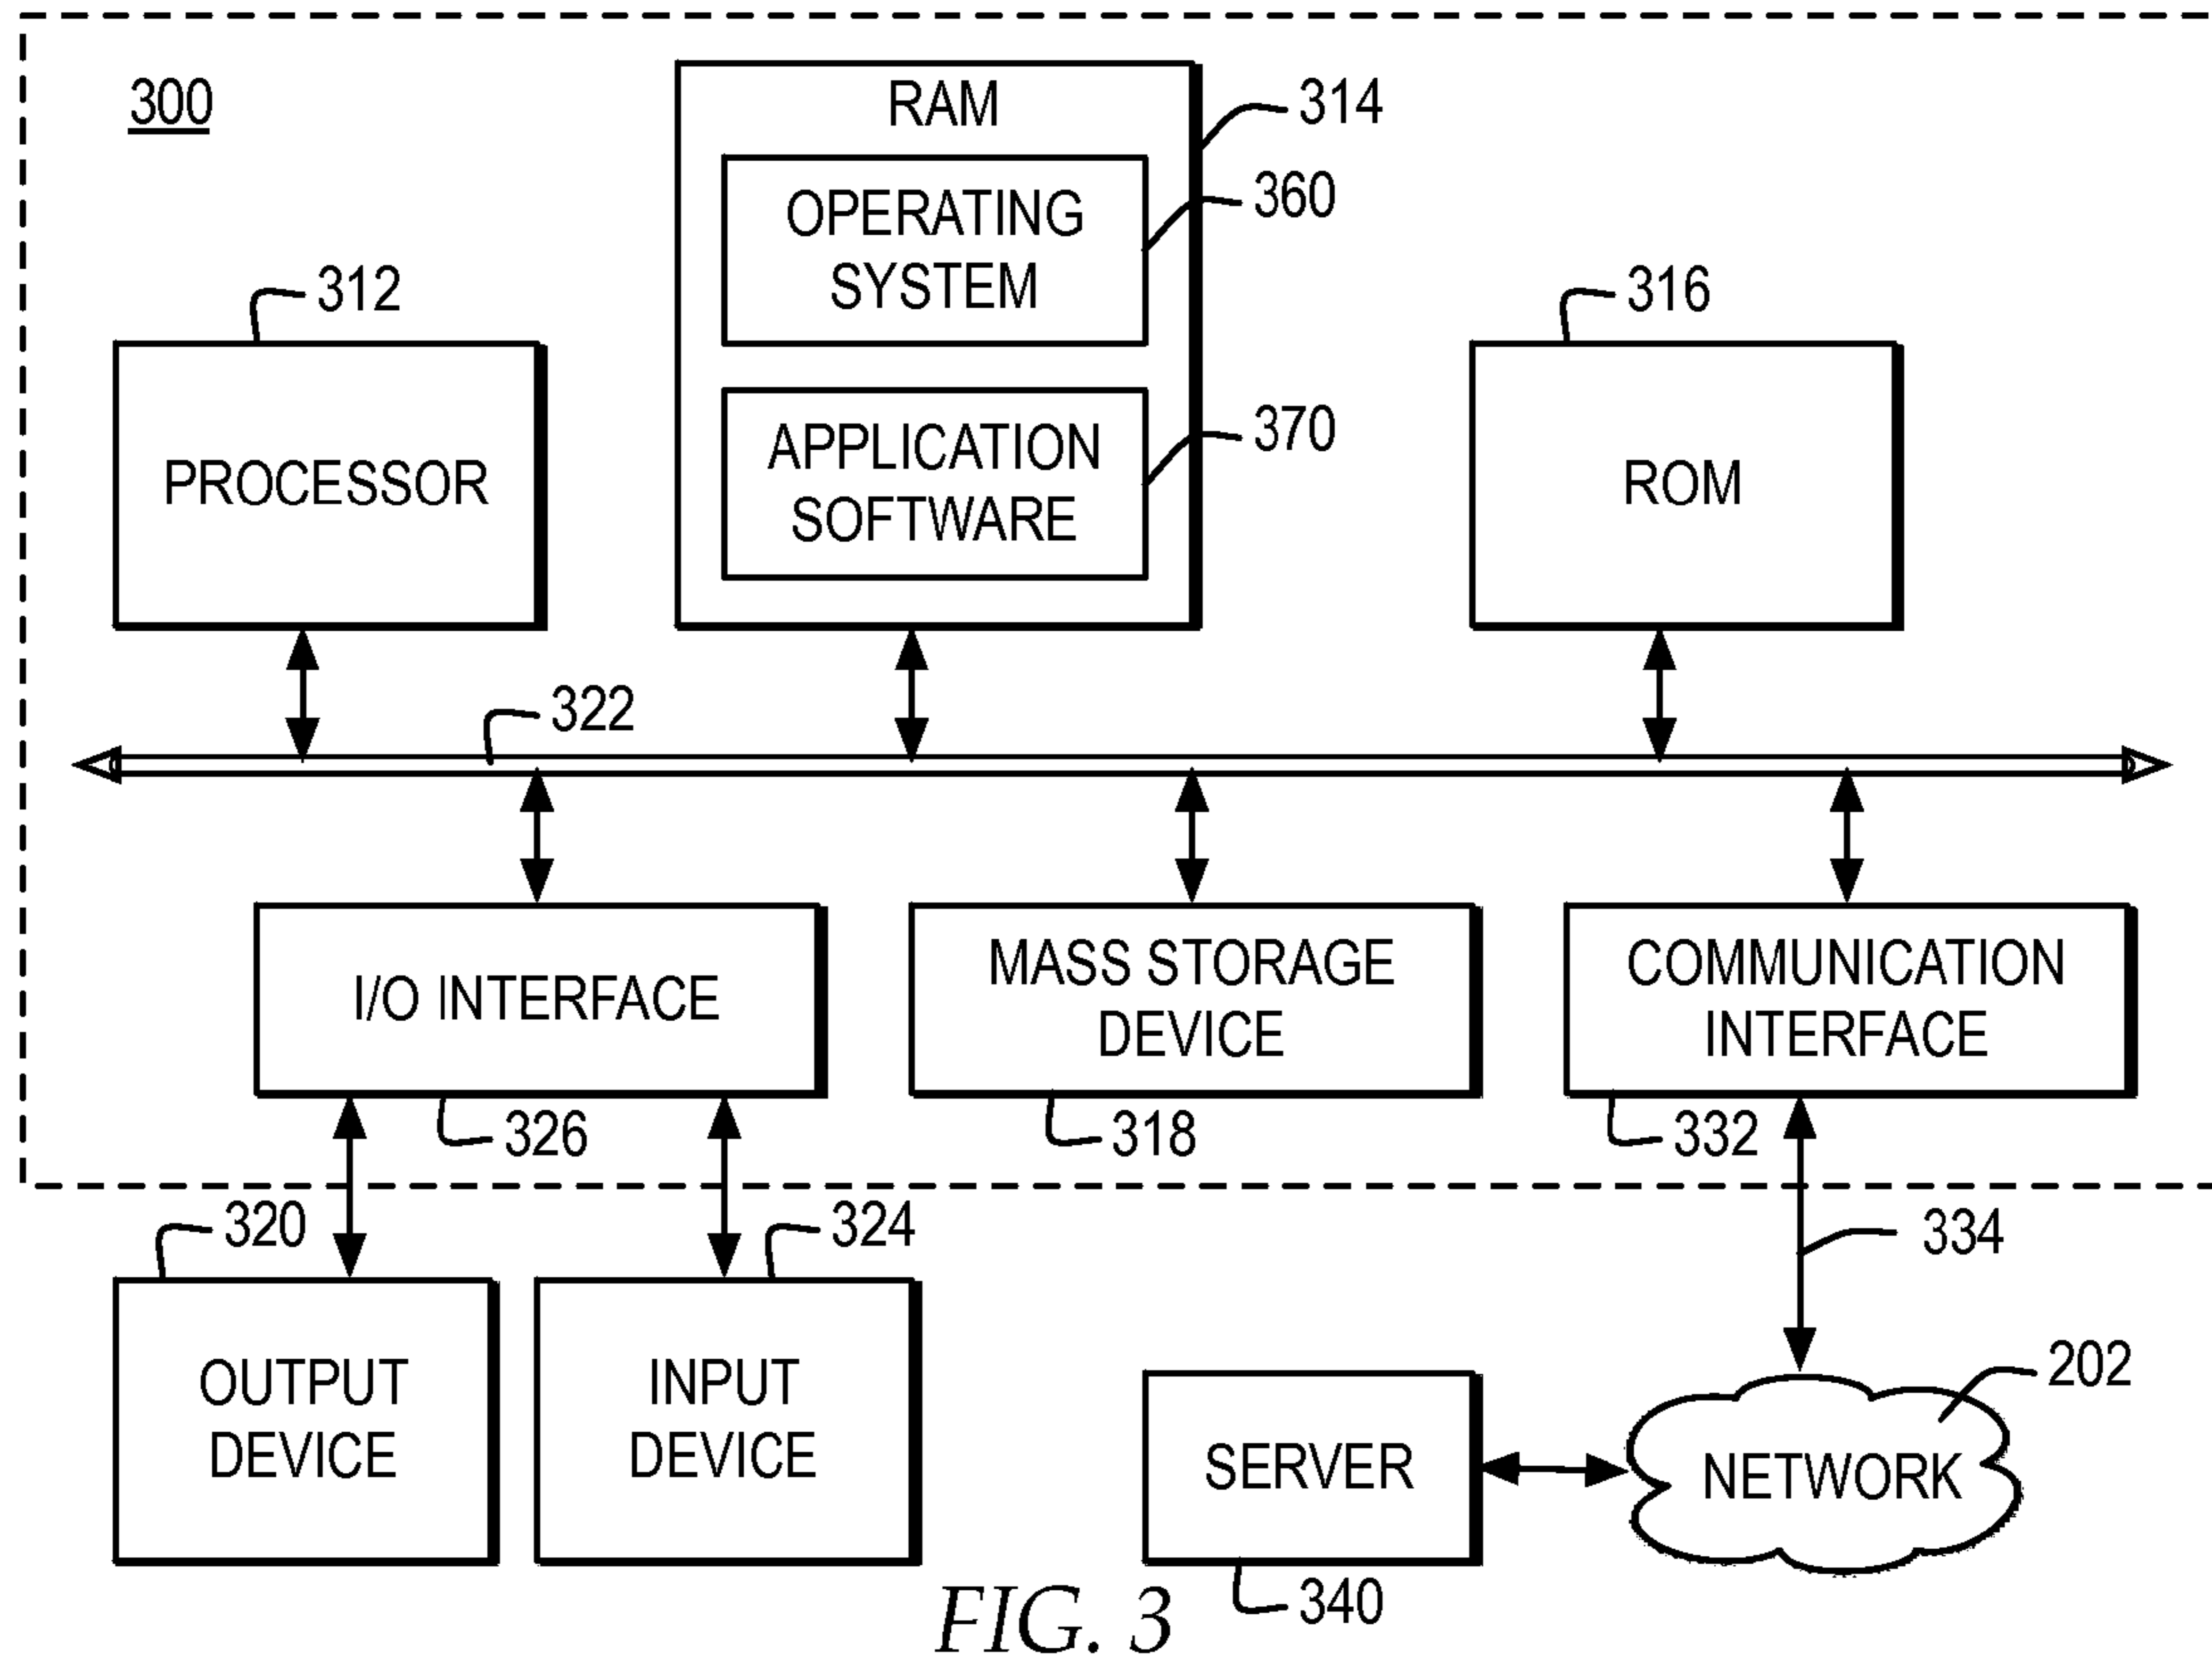 300
RAM
314
OPERATING
SYSTEM
360
312
316
APPLICATION
SOFTWARE
370
PROCESSOR
ROM
322
I/O INTERFACE
MASS STORAGE
DEVICE
COMMUNICATION
INTERFACE
326
318
332
320
324
334
OUTPUT
DEVICE
INPUT
DEVICE
SERVER
NETWORK
202
340
FIG. 3